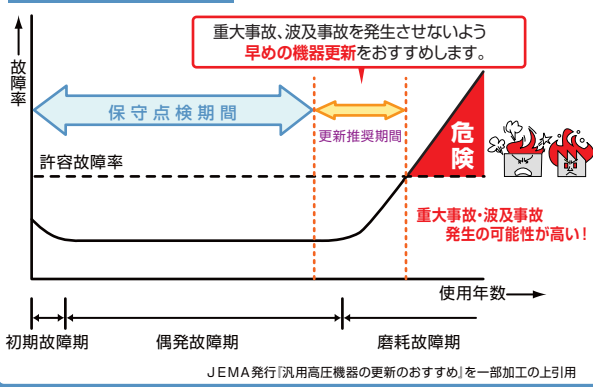 重大事故、波及事故を発生させないよう
早めの機器更新をおすすめします。
故障率
保守点検期間
更新推奨期間
危険
許容故障率
重大事故・波及事故
発生の可能性が高い!
使用年数
初期故障期
偶発故障期
磨耗故障期
JEMA発行『汎用高圧機器の更新のおすすめ』を一部加工の上引用